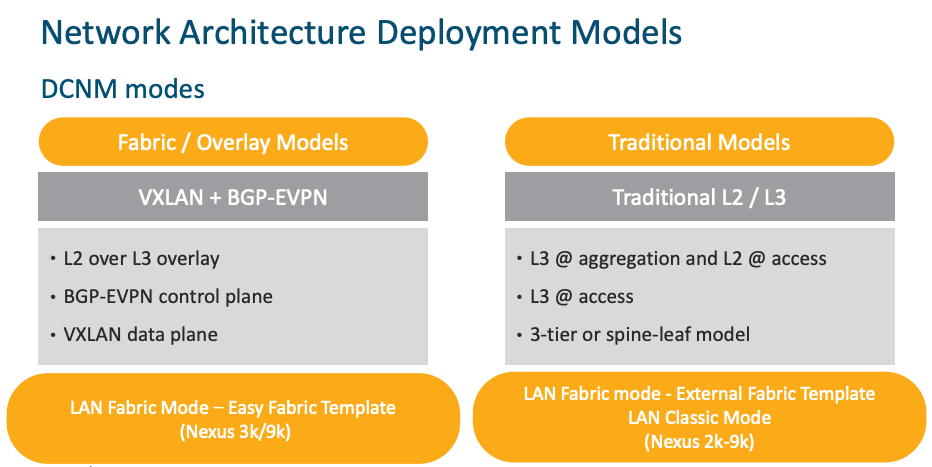 Network Architecture Deployment Models
DCNM modes
Fabric / Overlay Models
VXLAN + BGP-EVPN
• L2 over L3 overlay
• BGP-EVPN control plane
• VXLAN data plane
LAN Fabric Mode – Easy Fabric Template
(Nexus 3k/9k)
Traditional Models
Traditional L2 / L3
• L3 @ aggregation and L2 @ access
• L3 @ access
• 3-tier or spine-leaf model
LAN Fabric mode - External Fabric Template
LAN Classic Mode
(Nexus 2k-9k)